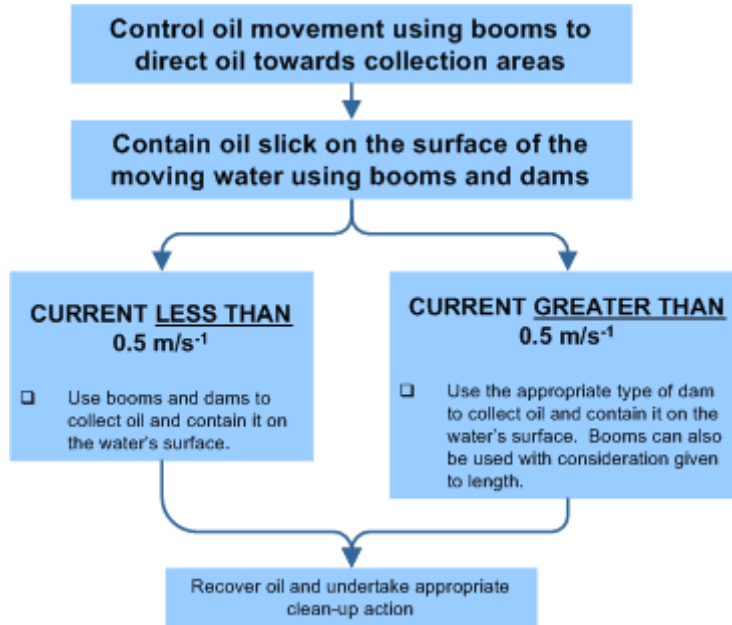 Control oil movement using booms to
direct oil towards collection areas
Contain oil slick on the surface of the
moving water using booms and dams
CURRENT LESS THAN
0.5 m/s⁻¹
❑ Use booms and dams to
collect oil and contain it on
the water's surface.
CURRENT GREATER THAN
0.5 m/s⁻¹
❑ Use the appropriate type of dam
to collect oil and contain it on the
water's surface. Booms can also
be used with consideration given
to length.
Recover oil and undertake appropriate
clean-up action